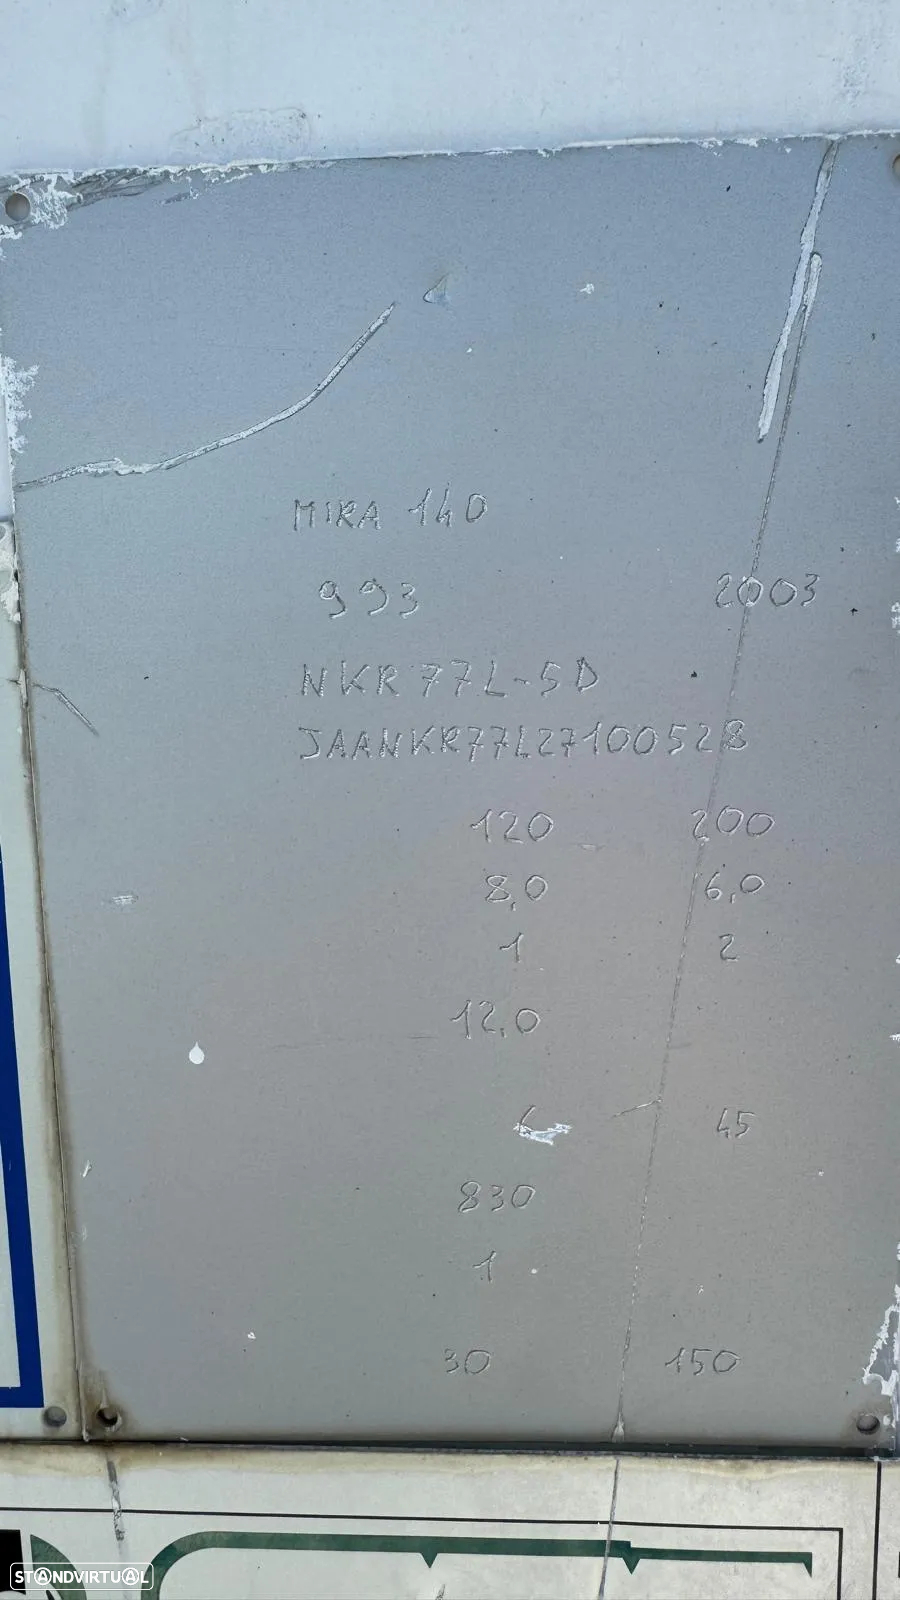 MIRA 140
993 2003
NKR77L-5D
JAANKR77L27100528
120 200
8,0 6,0
1 2
12,0
45
830
1
30 150
STANDVIRTUAL